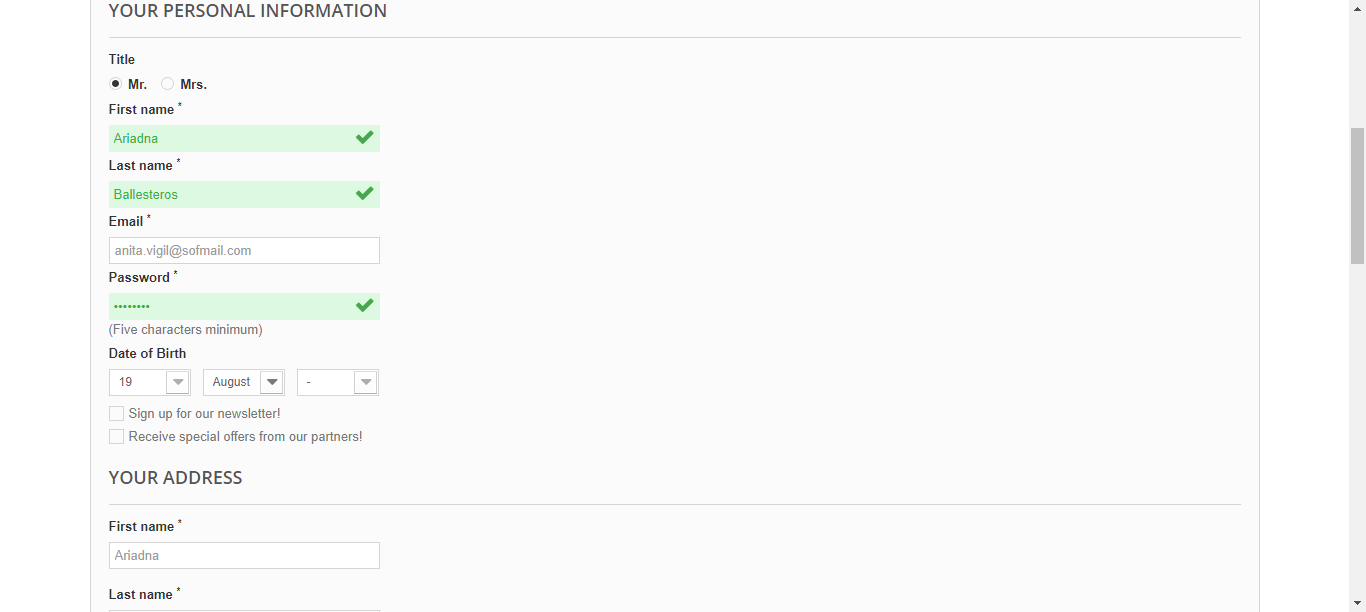 YOUR PERSONAL INFORMATION
Title
Mr. Mrs.
First name *
Ariadna
Last name *
Ballesteros
Email *
anita.vigil@sofmail.com
Password *
••••••••
(Five characters minimum)
Date of Birth
19 August -
Sign up for our newsletter!
Receive special offers from our partners!
YOUR ADDRESS
First name *
Ariadna
Last name *